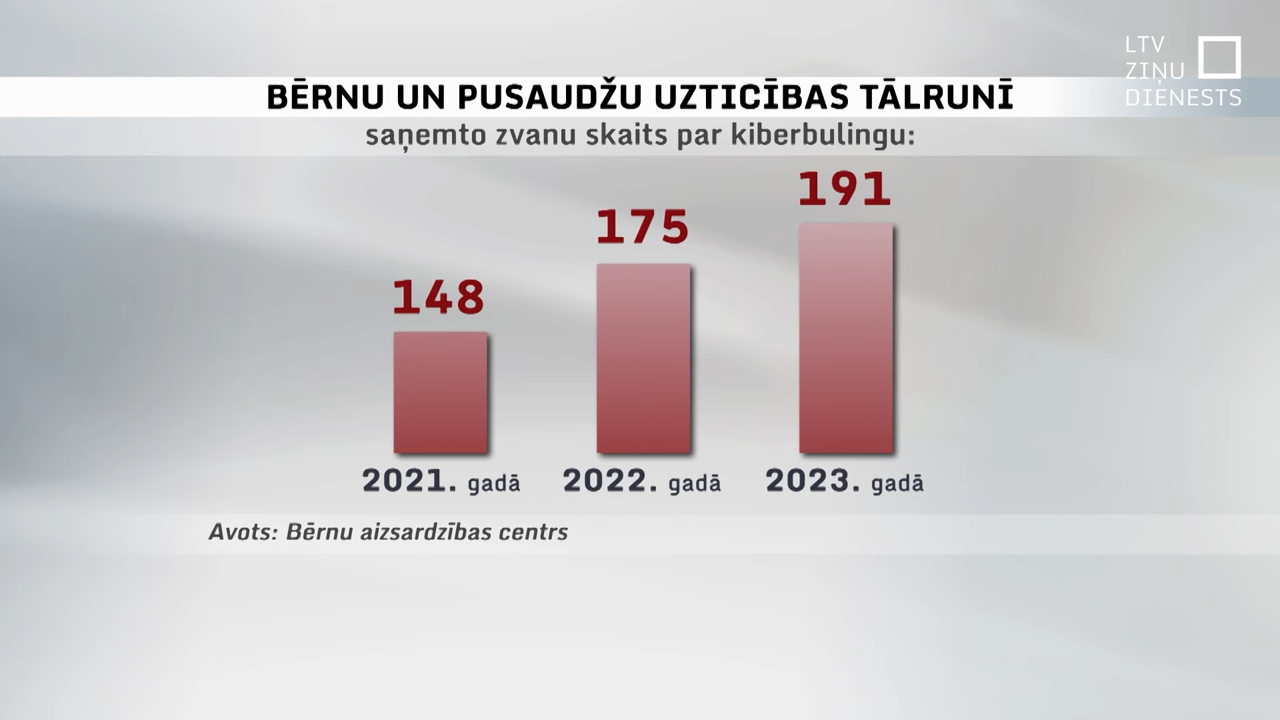 LTV
ZIŅU
DIENESTS
BĒRNU UN PUSAUDŽU UZTICĪBAS TĀLRUNĪ
saņemto zvanu skaits par kiberbulingu:
148
175
191
2021. gadā
2022. gadā
2023. gadā
Avots: Bērnu aizsardzības centrs